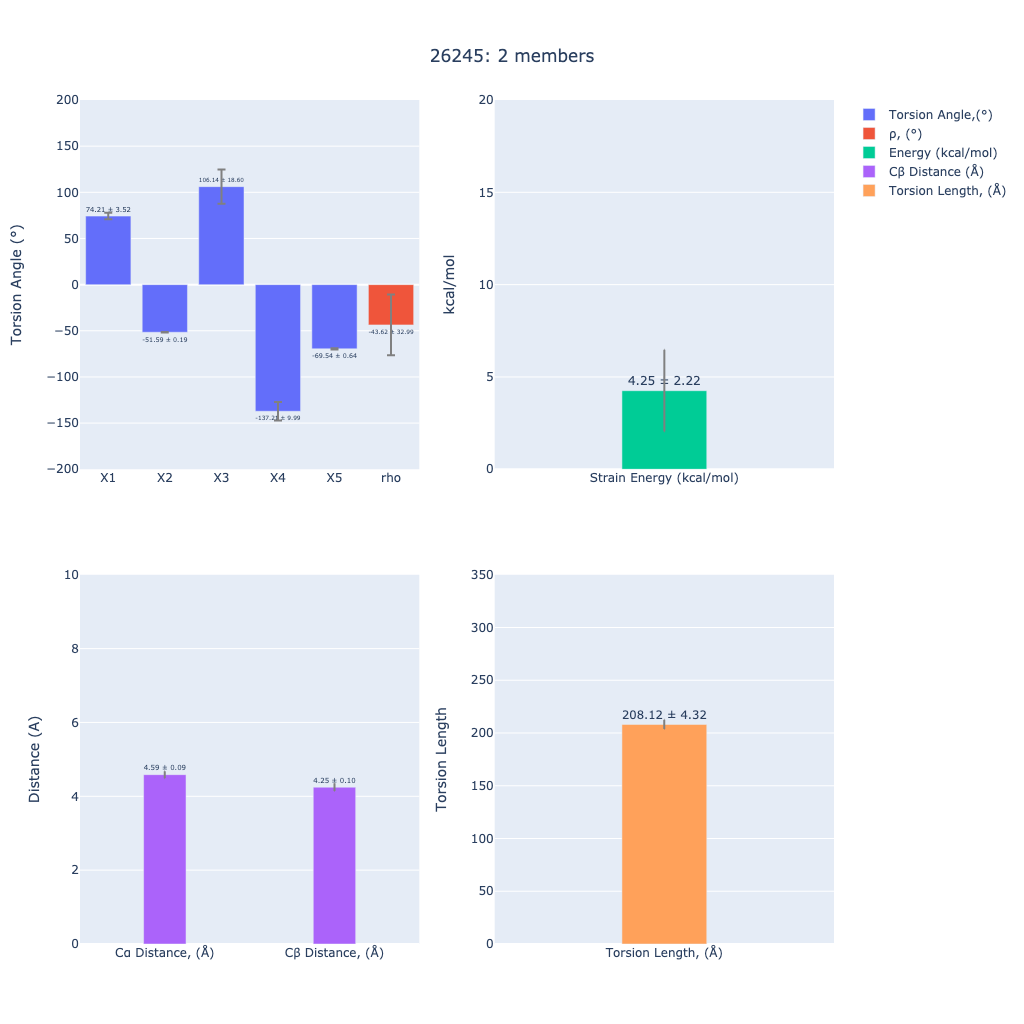 26245: 2 members
Torsion Angle (°)
200
150
100
50
0
−50
−100
−150
−200
74.21 ± 3.52
-51.59 ± 0.19
106.14 ± 18.60
-69.54 ± 0.64
-43.62 ± 32.99
X1 X2 X3 X4 X5 rho
kcal/mol
20
15
10
5
0
4.25 ± 2.22
Strain Energy (kcal/mol)
Torsion Angle,(°)
ρ, (°)
Energy (kcal/mol)
Cβ Distance (Å)
Torsion Length, (Å)
Distance (A)
10
8
6
4
2
0
4.59 ± 0.09
4.25 ± 0.10
Cα Distance, (Å) Cβ Distance, (Å)
Torsion Length
350
300
250
200
150
100
50
0
208.12 ± 4.32
Torsion Length, (Å)